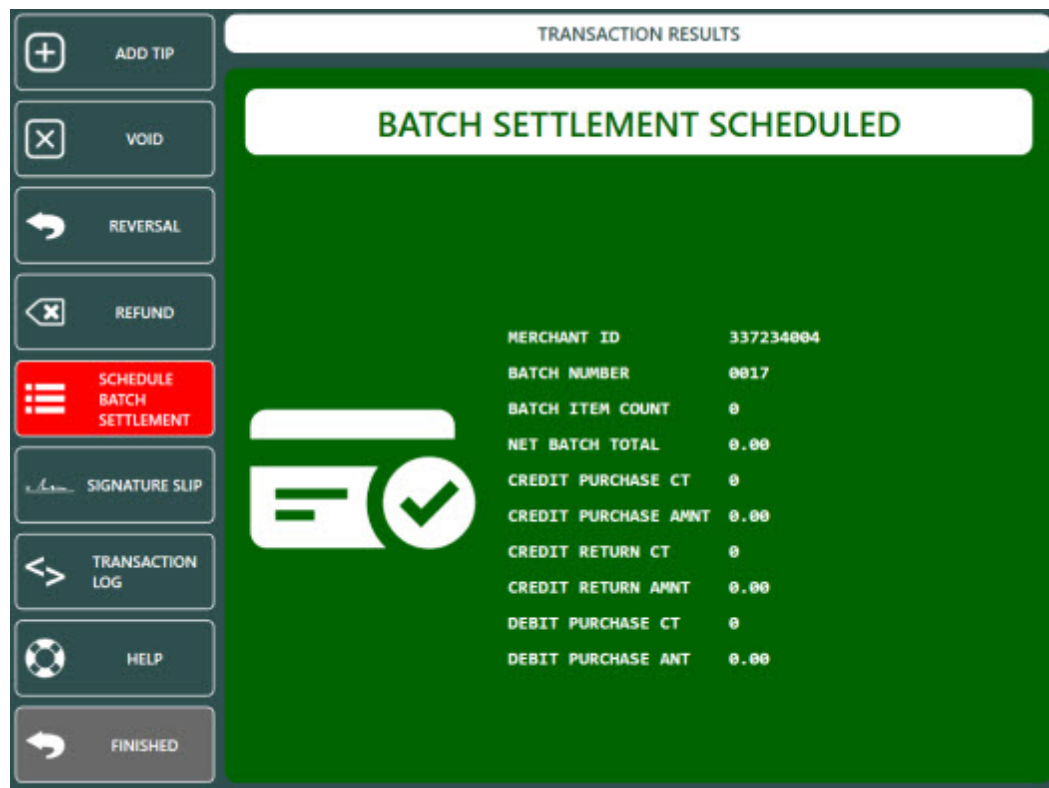 ADD TIP
VOID
REVERSAL
REFUND
SCHEDULE
BATCH
SETTLEMENT
SIGNATURE SLIP
TRANSACTION
LOG
HELP
FINISHED
TRANSACTION RESULTS
BATCH SETTLEMENT SCHEDULED
MERCHANT ID 337234004
BATCH NUMBER 0017
BATCH ITEM COUNT 0
NET BATCH TOTAL 0.00
CREDIT PURCHASE CT 0
CREDIT PURCHASE AMNT 0.00
CREDIT RETURN CT 0
CREDIT RETURN AMNT 0.00
DEBIT PURCHASE CT 0
DEBIT PURCHASE ANT 0.00